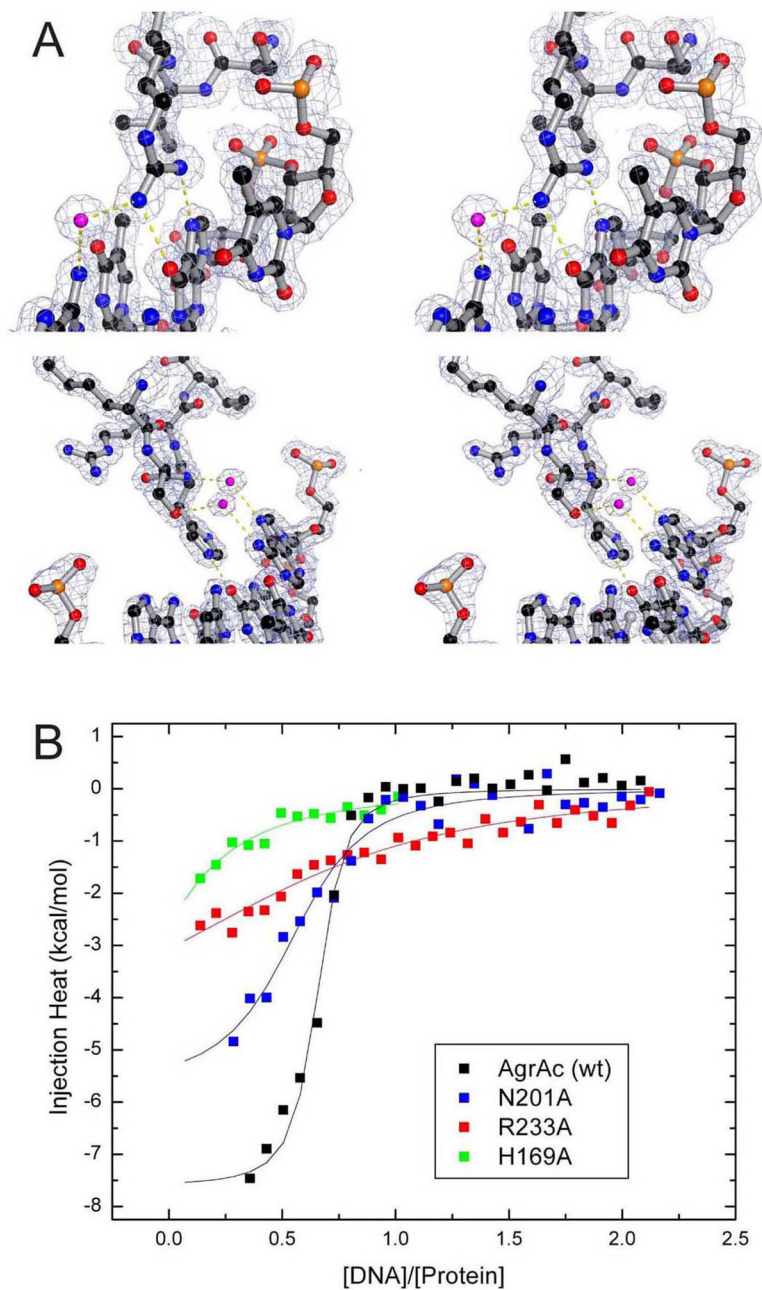 A
B
Injection Heat (kcal/mol)
1
0
-1
-2
-3
-4
-5
-6
-7
-8
AgrAc (wt)
N201A
R233A
H169A
0.0 0.5 1.0 1.5 2.0 2.5
[DNA]/[Protein]